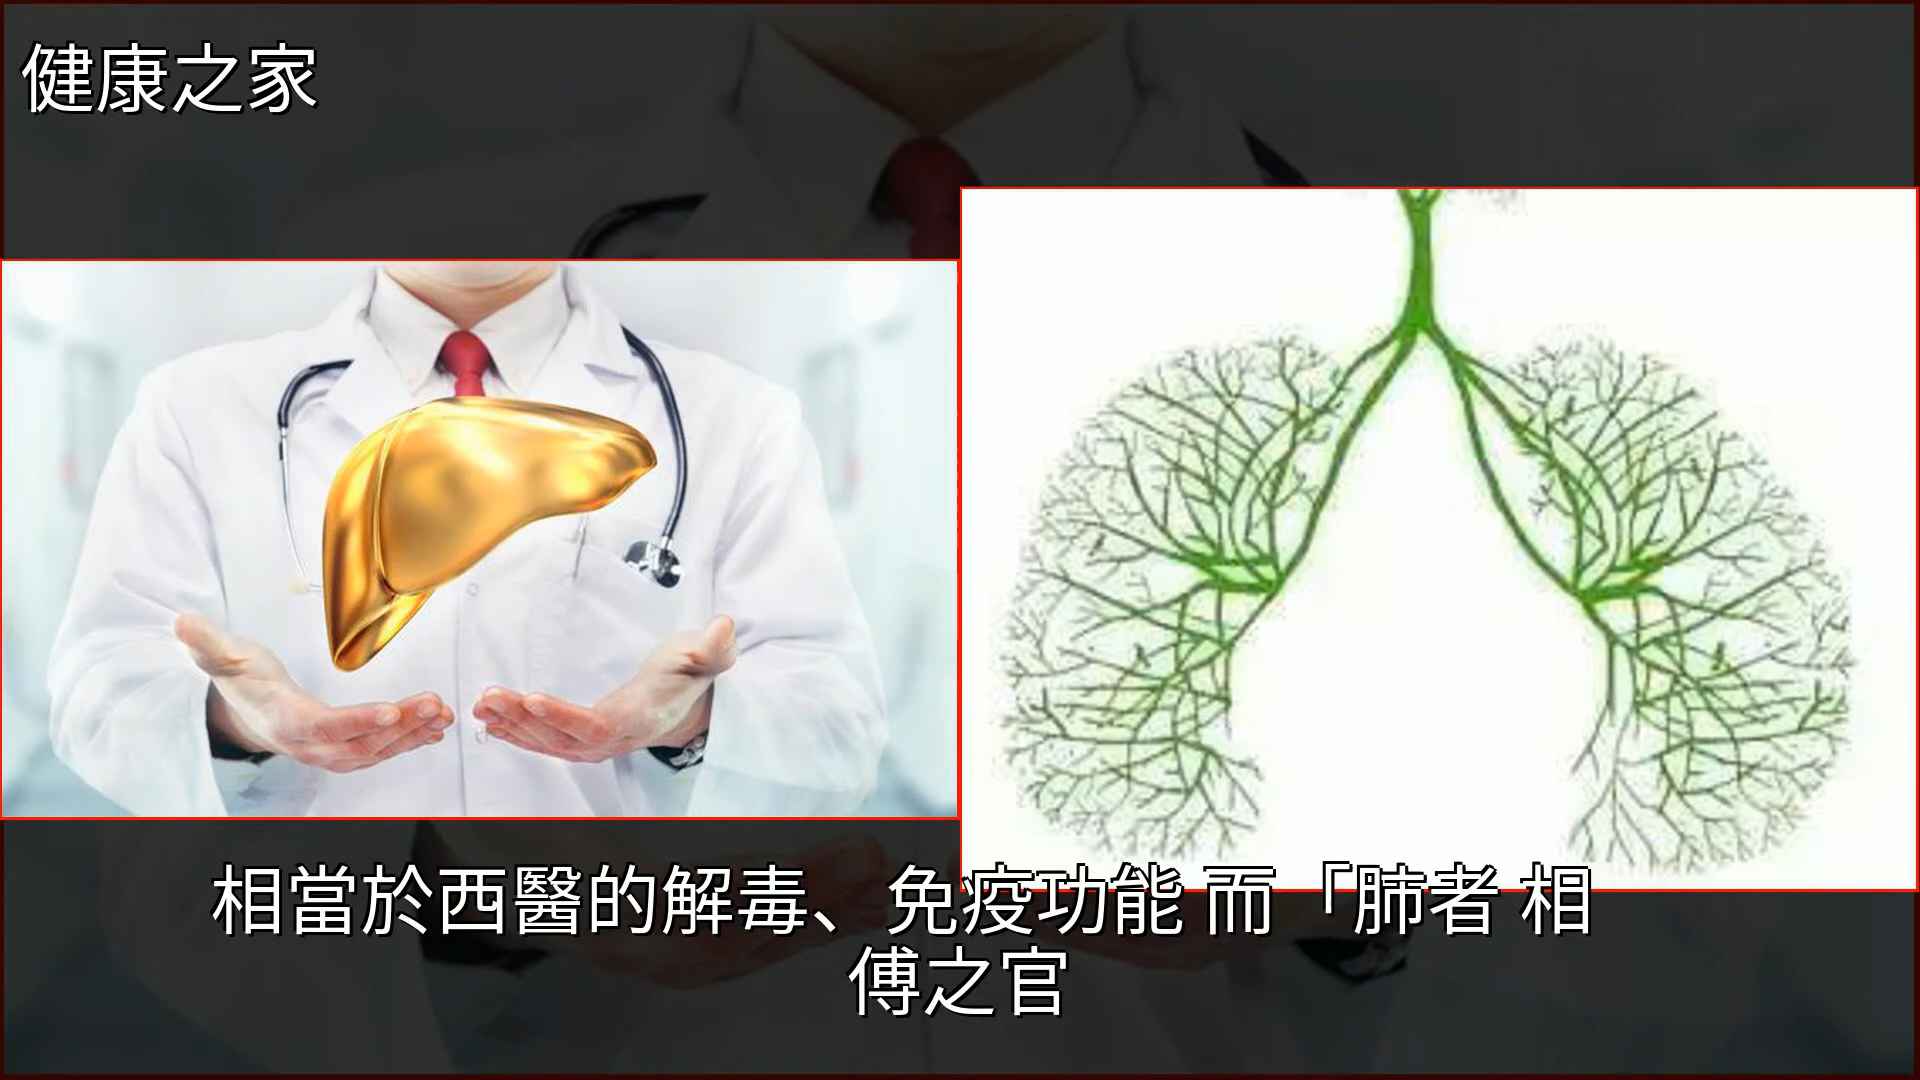 健康之家
相當於西醫的解毒、免疫功能 而「肺者 相
傅之官